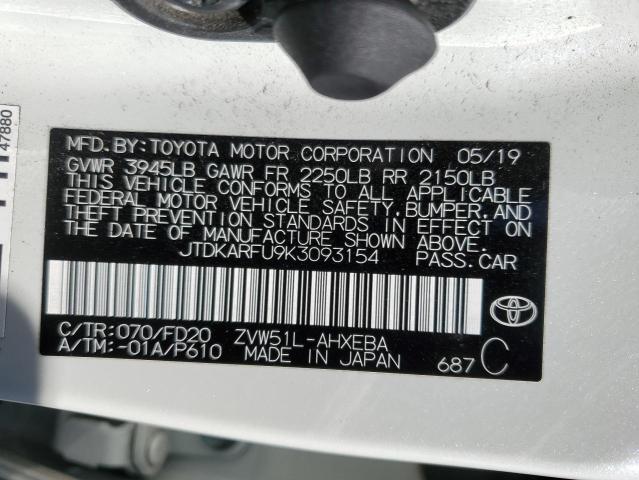 47880
MFD. BY: TOYOTA MOTOR CORPORATION 05/19
GVWR 3945LB GAWR FR 2250LB RR 2150LB
THIS VEHICLE CONFORMS TO ALL APPLICABLE
FEDERAL MOTOR VEHICLE SAFETY, BUMPER, AND
THEFT PREVENTION STANDARDS IN EFFECT ON
THE DATE OF MANUFACTURE SHOWN ABOVE.
JTDKARFU9K3093154 PASS. CAR
C/TR: 070/FD20 ZVW51L-AHXEBA
A/TM: -01A/P610 MADE IN JAPAN 687 C